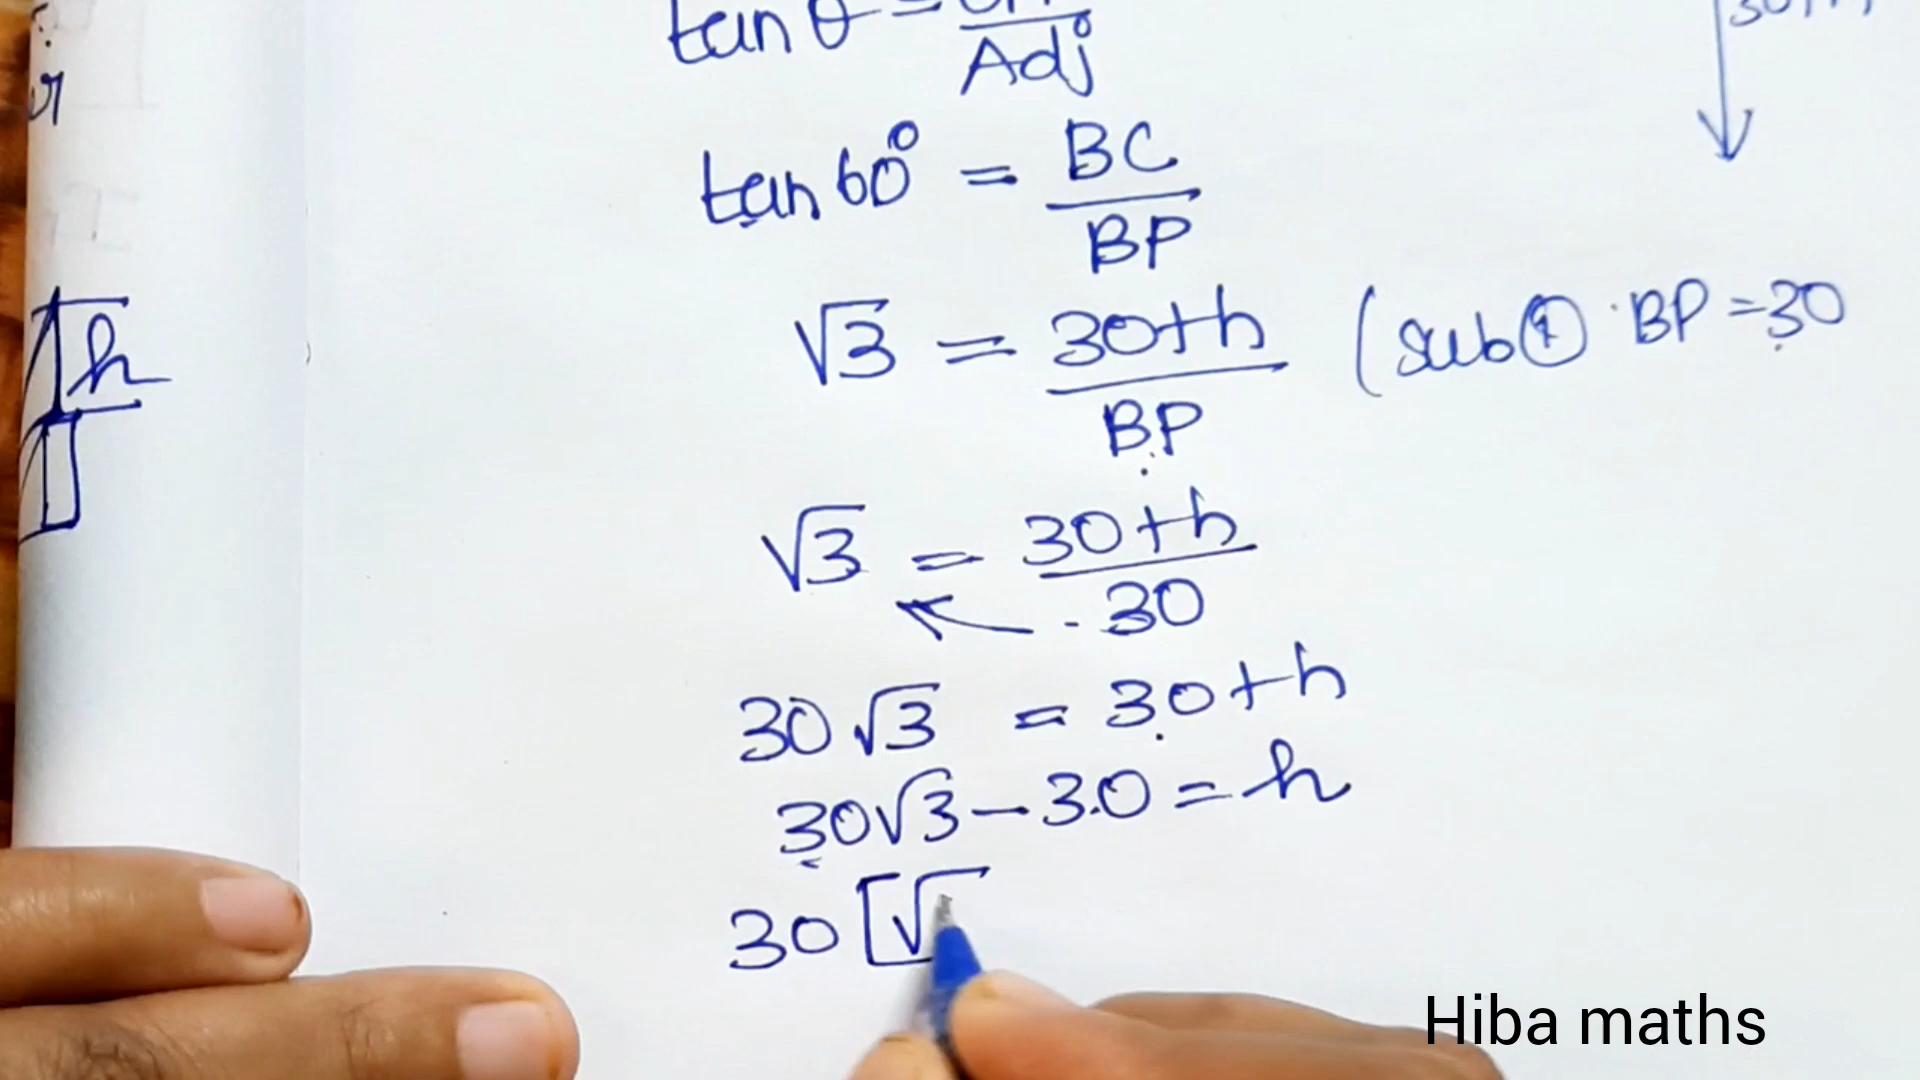 tan θ =
Adj
tan 60° = BC
BP
√3 = 30+h (sub ① BP = 30
BP
√3 = 30+h
30
30√3 = 30+h
30√3 - 30 = h
30 [√
h
Hiba maths